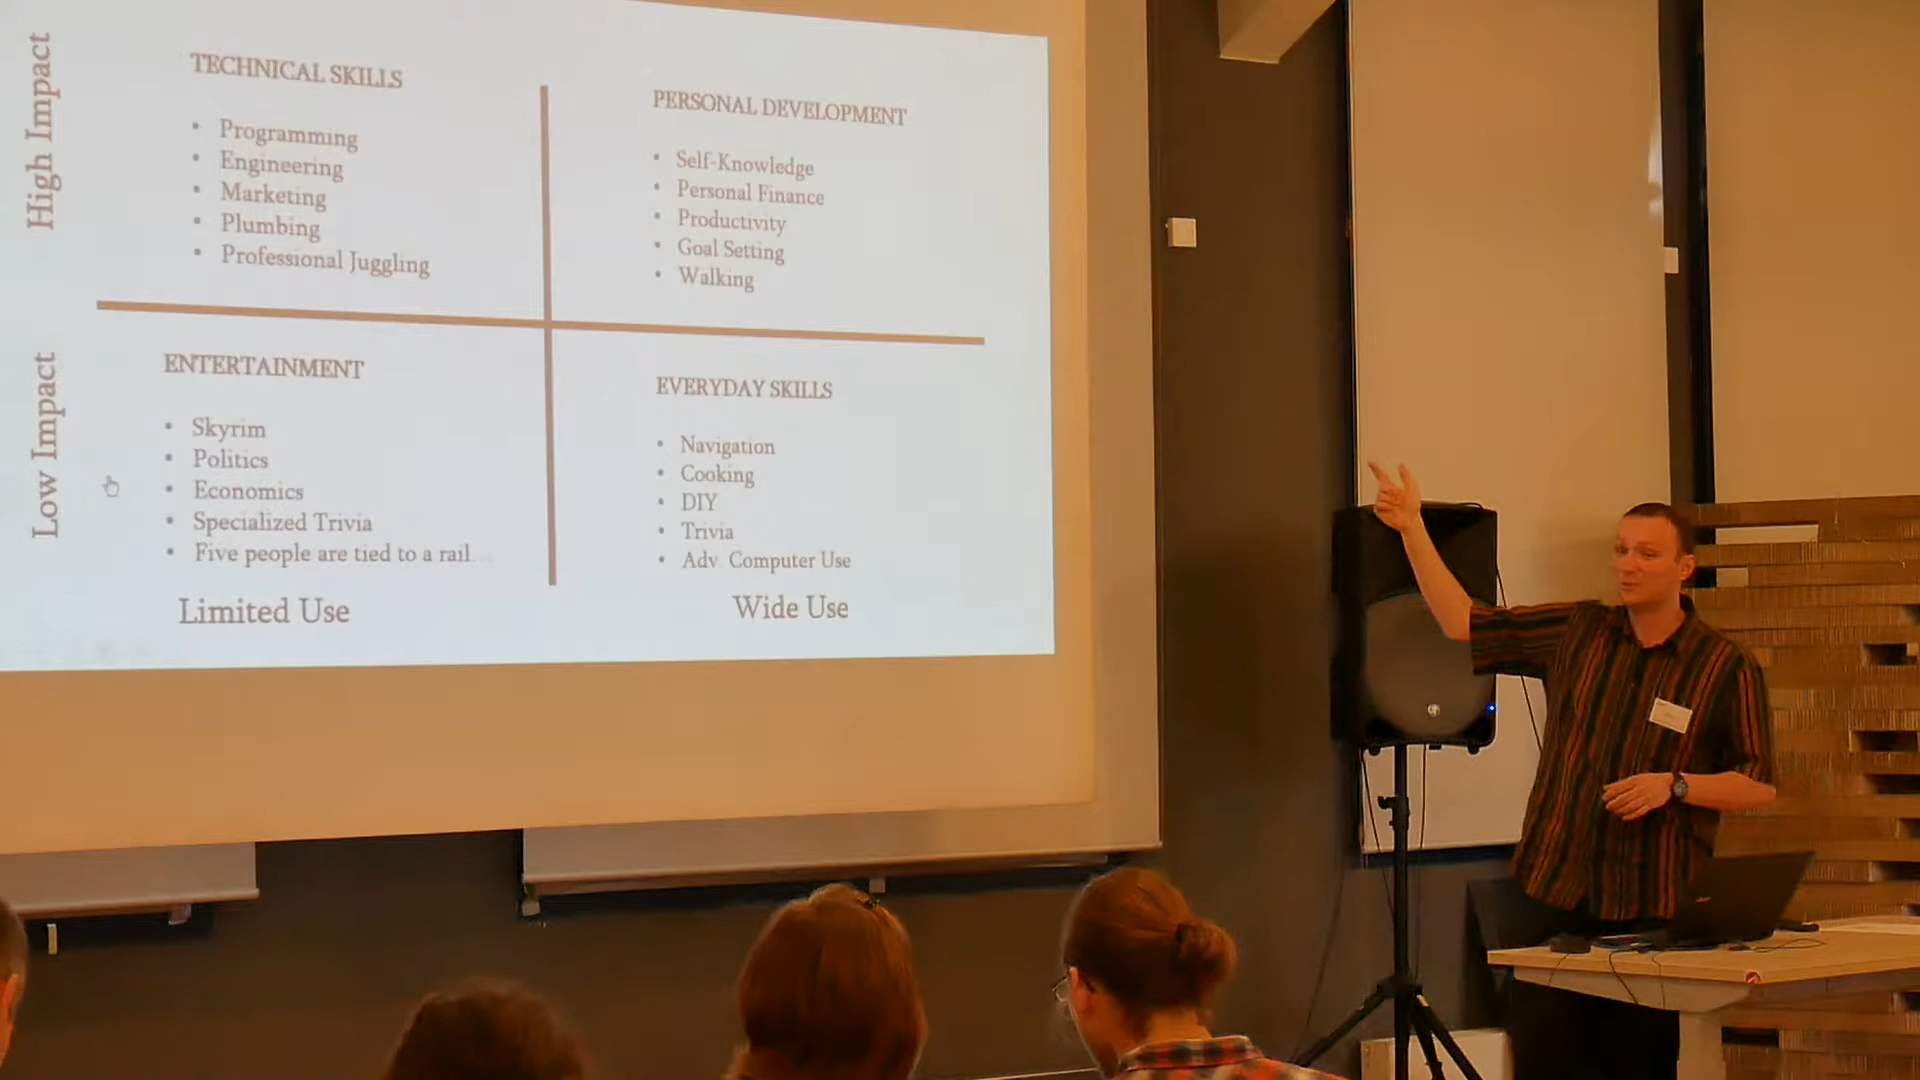 High Impact
TECHNICAL SKILLS
• Programming
• Engineering
• Marketing
• Plumbing
• Professional Juggling
PERSONAL DEVELOPMENT
• Self-Knowledge
• Personal Finance
• Productivity
• Goal Setting
• Walking
Low Impact
ENTERTAINMENT
• Skyrim
• Politics
• Economics
• Specialized Trivia
• Five people are tied to a rail...
EVERYDAY SKILLS
• Navigation
• Cooking
• DIY
• Trivia
• Adv. Computer Use
Limited Use
Wide Use